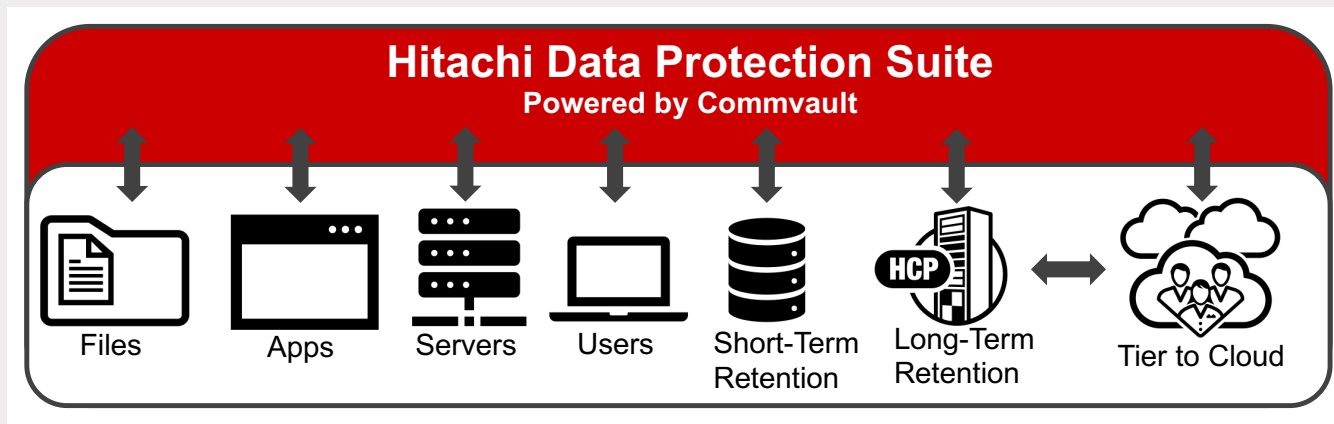 Hitachi Data Protection Suite
Powered by Commvault
Files
Apps
Servers
Users
Short-Term
Retention
HCP
Long-Term
Retention
Tier to Cloud